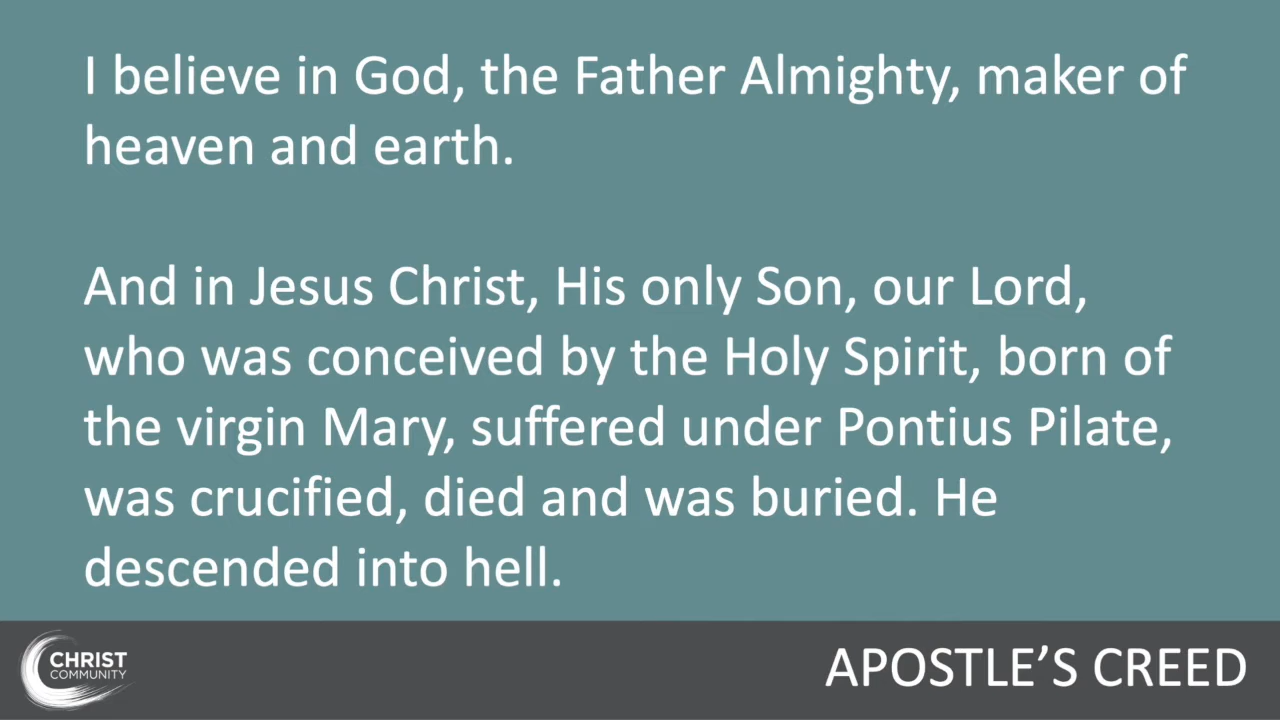 I believe in God, the Father Almighty, maker of
heaven and earth.
And in Jesus Christ, His only Son, our Lord,
who was conceived by the Holy Spirit, born of
the virgin Mary, suffered under Pontius Pilate,
was crucified, died and was buried. He
descended into hell.
CHRIST
COMMUNITY
APOSTLE’S CREED